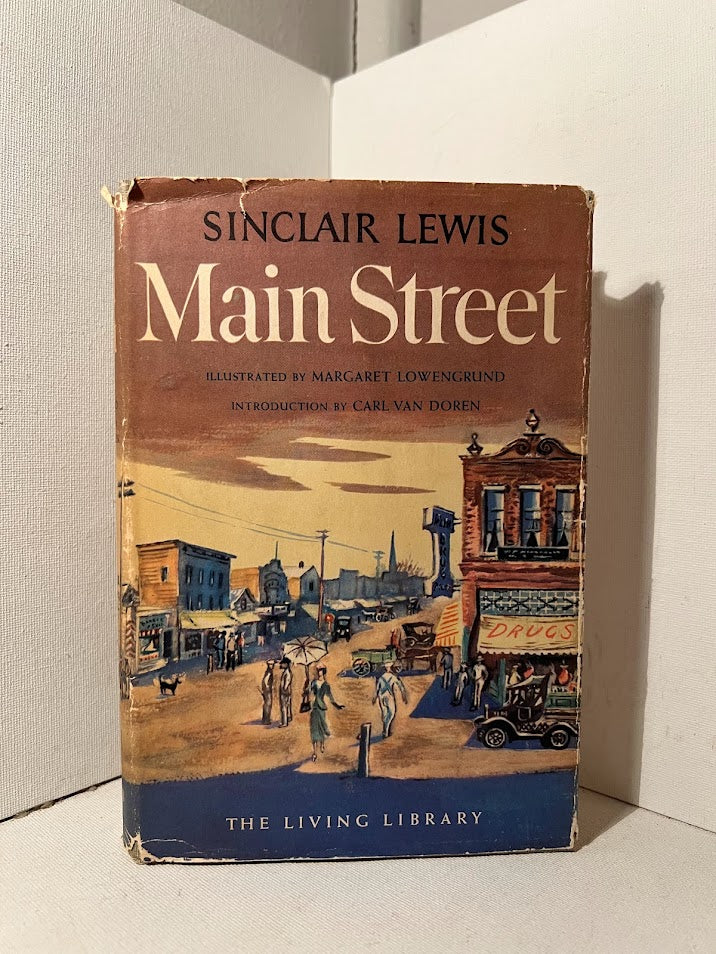 SINCLAIR LEWIS
Main Street
ILLUSTRATED BY MARGARET LOWENGRUND
INTRODUCTION BY CARL VAN DOREN
DRUGS
THE LIVING LIBRARY